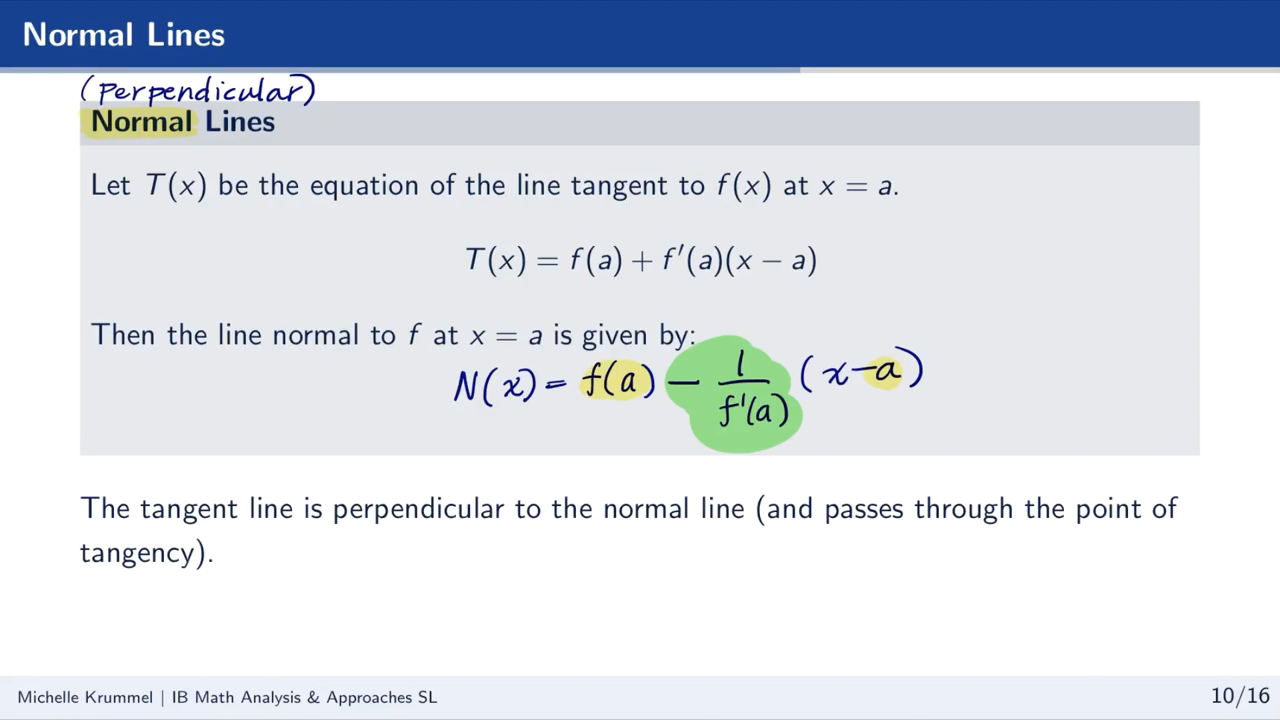 Normal Lines
(perpendicular)
Normal Lines
Let T(x) be the equation of the line tangent to f(x) at x = a.
T(x) = f(a) + f′(a)(x − a)
Then the line normal to f at x = a is given by:
N(x) = f(a) − 1/f'(a) (x−a)
The tangent line is perpendicular to the normal line (and passes through the point of
tangency).
Michelle Krummel | IB Math Analysis & Approaches SL
10/16